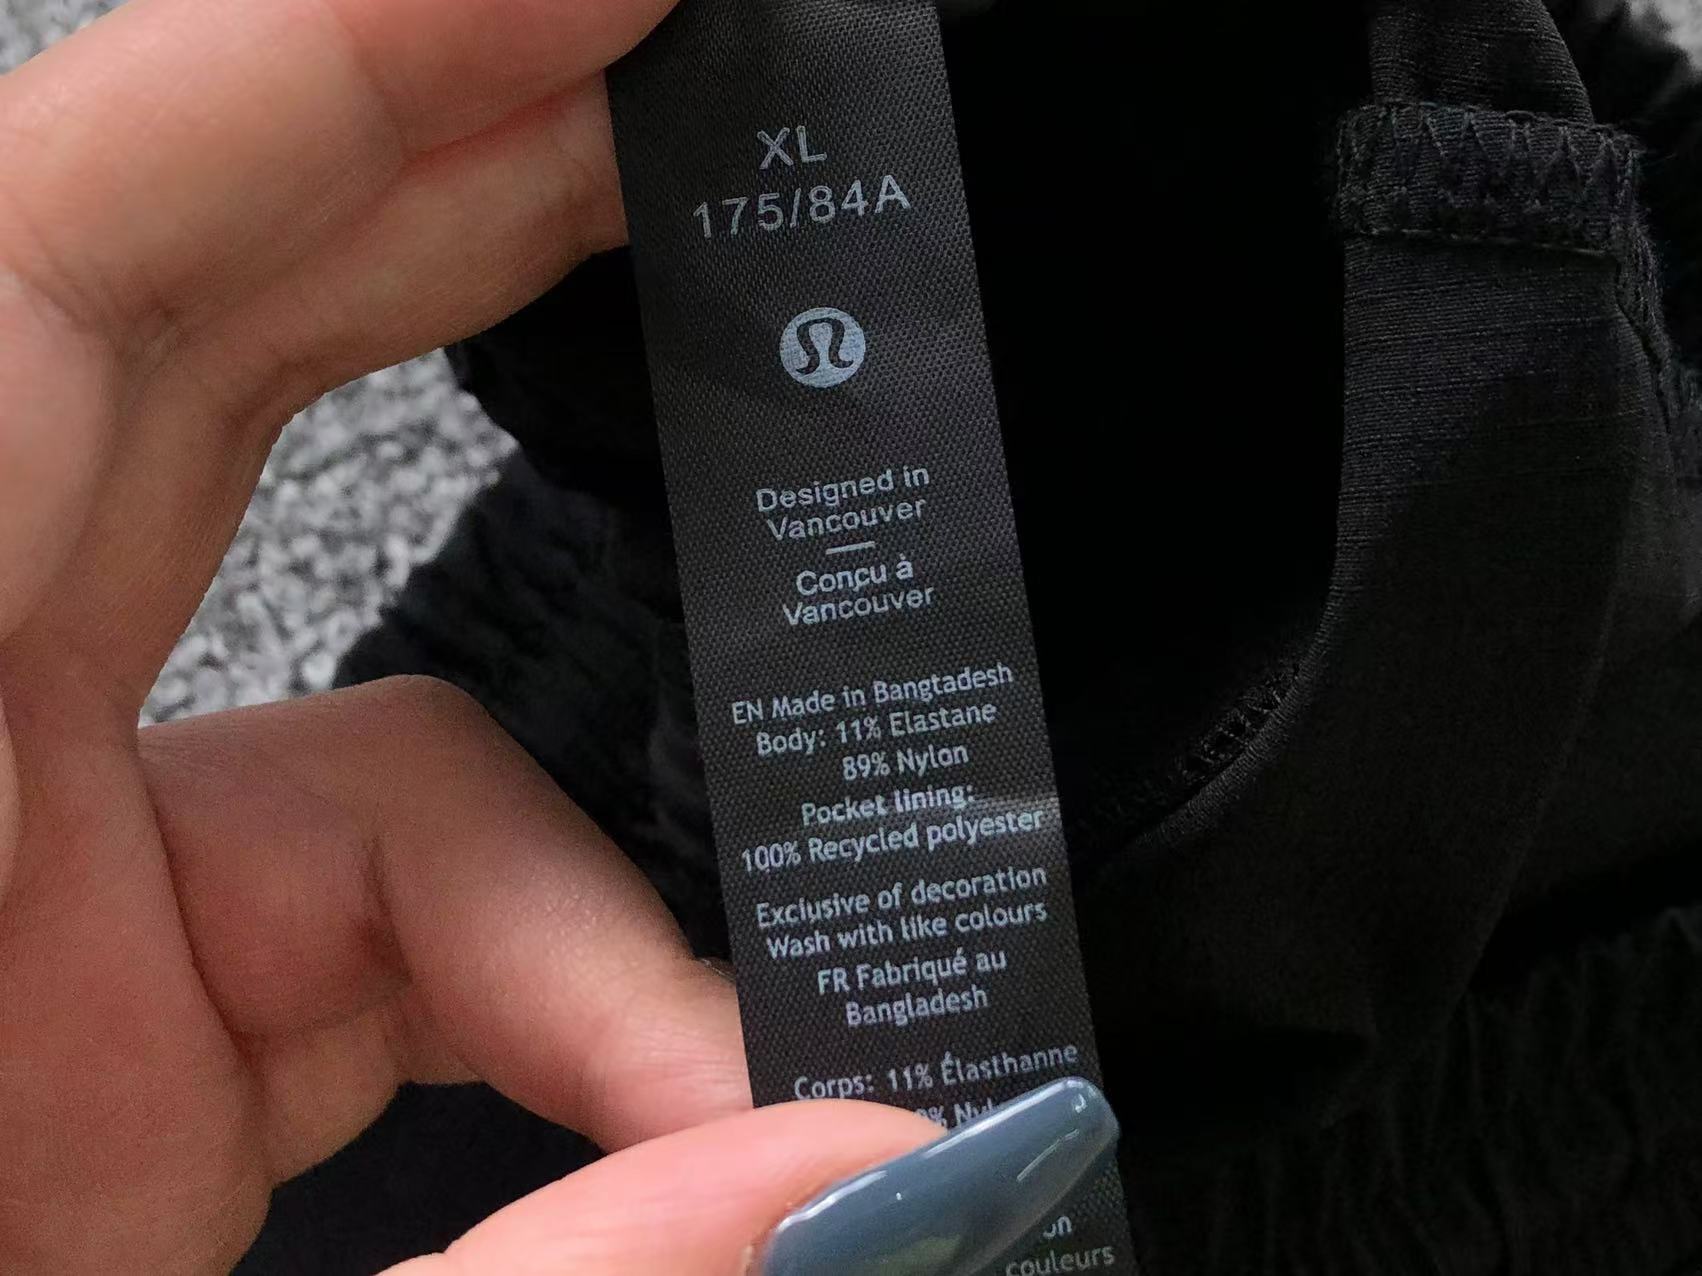 XL
175/84A
Designed in
Vancouver
Conçu à
Vancouver
EN Made in Bangtadesh
Body: 11% Elastane
89% Nylon
Pocket lining:
100% Recycled polyester
Exclusive of decoration
Wash with like colours
FR Fabriqué au
Bangladesh
Corps: 11% Élasthanne
couleurs